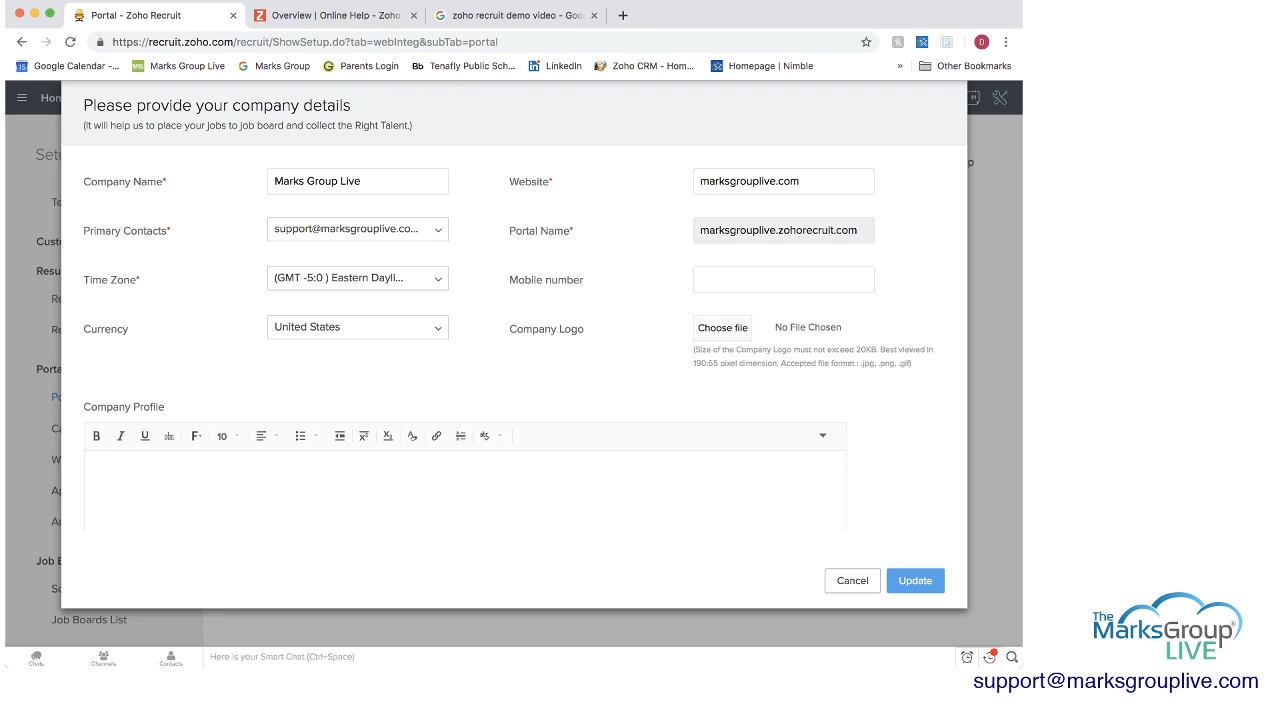 Portal - Zoho Recruit
Overview | Online Help - Zoho
zoho recruit demo video - Goo
https://recruit.zoho.com/recruit/ShowSetup.do?tab=webInteg&subTab=portal
D
Google Calendar -...
Marks Group Live
Marks Group
Parents Login
Bb Tenafly Public Sch...
LinkedIn
Zoho CRM - Hom...
Homepage | Nimble
»
Other Bookmarks
Hom
Please provide your company details
(It will help us to place your jobs to job board and collect the Right Talent.)
Setu
Company Name*
Marks Group Live
Website*
marksgrouplive.com
Primary Contacts*
support@marksgrouplive.co...
Portal Name*
marksgrouplive.zohorecruit.com
Time Zone*
(GMT -5:0 ) Eastern Dayli...
Mobile number
Currency
United States
Company Logo
Choose file
No File Chosen
(Size of the Company Logo must not exceed 20KB. Best viewed in
190:65 pixel dimension. Accepted file format : .jpg, .png, .gif)
Custo
Resu
Re
Re
Porta
Po
Ca
W
Ap
Au
Job B
So
Company Profile
B I U abc F 10
Cancel
Update
Job Boards List
Chats
Channels
Contacts
Here is your Smart Chat (Ctrl+Space)
The
MarksGroup®
LIVE
support@marksgrouplive.com